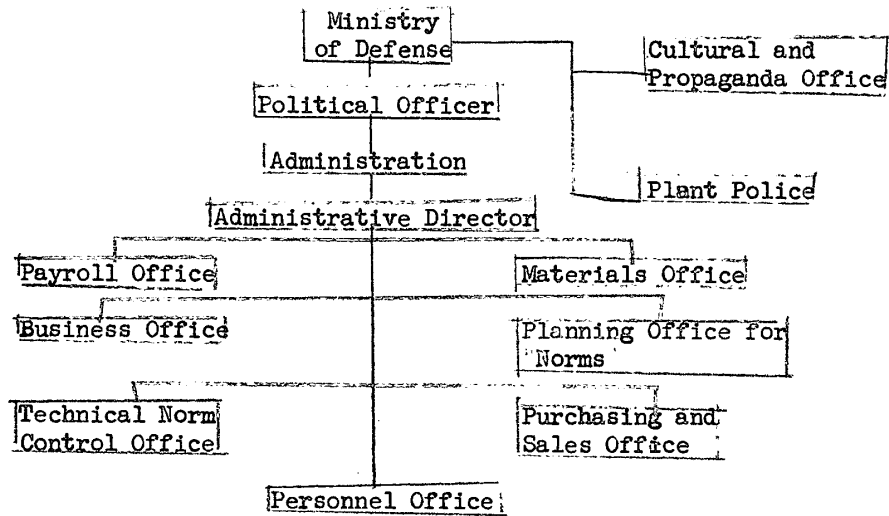 Ministry
of Defense
Cultural and
Propaganda Office
Political Officer
Administration
Plant Police
Administrative Director
Payroll Office
Materials Office
Business Office
Planning Office for
"Norms
Technical Norm
Control Office
Purchasing and
Sales Office
Personnel Office